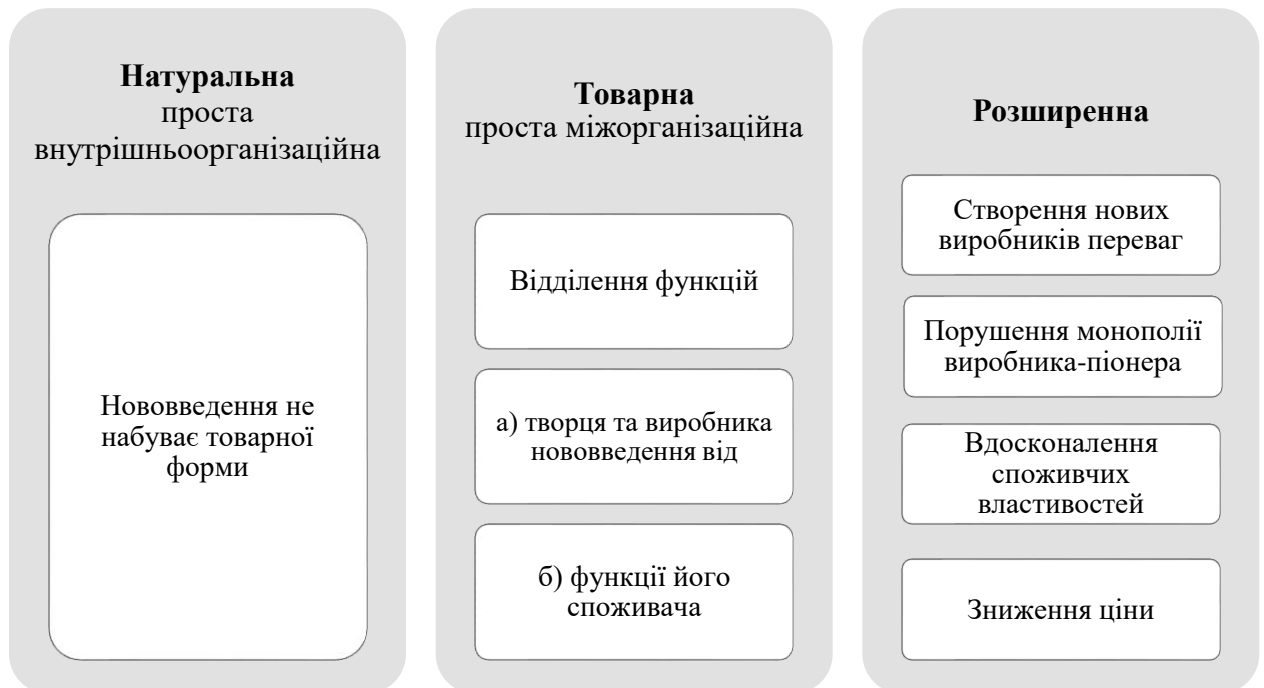 Натуральна
проста
внутрішньоорганізаційна
Нововведення не
набуває товарної
форми
Товарна
проста міжорганізаційна
Відділення функцій
а) творця та виробника
нововведення від
б) функції його
споживача
Розширенна
Створення нових
виробників переваг
Порушення монополії
виробника-піонера
Вдосконалення
споживчих
властивостей
Зниження ціни